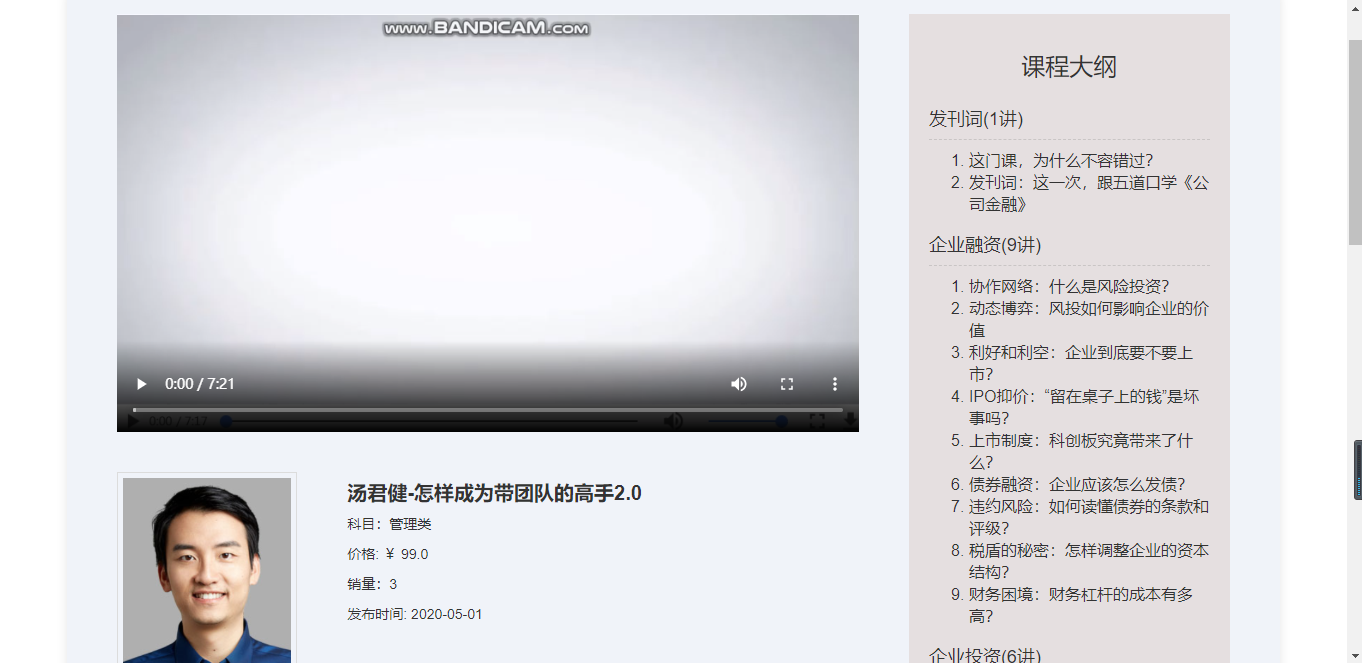 www.BANDICAM.com
0:00 / 7:21
0:00 / 7:17
汤君健-怎样成为带团队的高手2.0
科目：管理类
价格: ￥ 99.0
销量：3
发布时间: 2020-05-01
课程大纲
发刊词(1讲)
1. 这门课，为什么不容错过？
2. 发刊词：这一次，跟五道口学《公
司金融》
企业融资(9讲)
1. 协作网络：什么是风险投资？
2. 动态博弈：风投如何影响企业的价
值
3. 利好和利空：企业到底要不要上
市？
4. IPO抑价：“留在桌子上的钱”是坏
事吗？
5. 上市制度：科创板究竟带来了什
么？
6. 债券融资：企业应该怎么发债？
7. 违约风险：如何读懂债券的条款和
评级？
8. 税盾的秘密：怎样调整企业的资本
结构？
9. 财务困境：财务杠杆的成本有多
高？
企业投资(6讲)